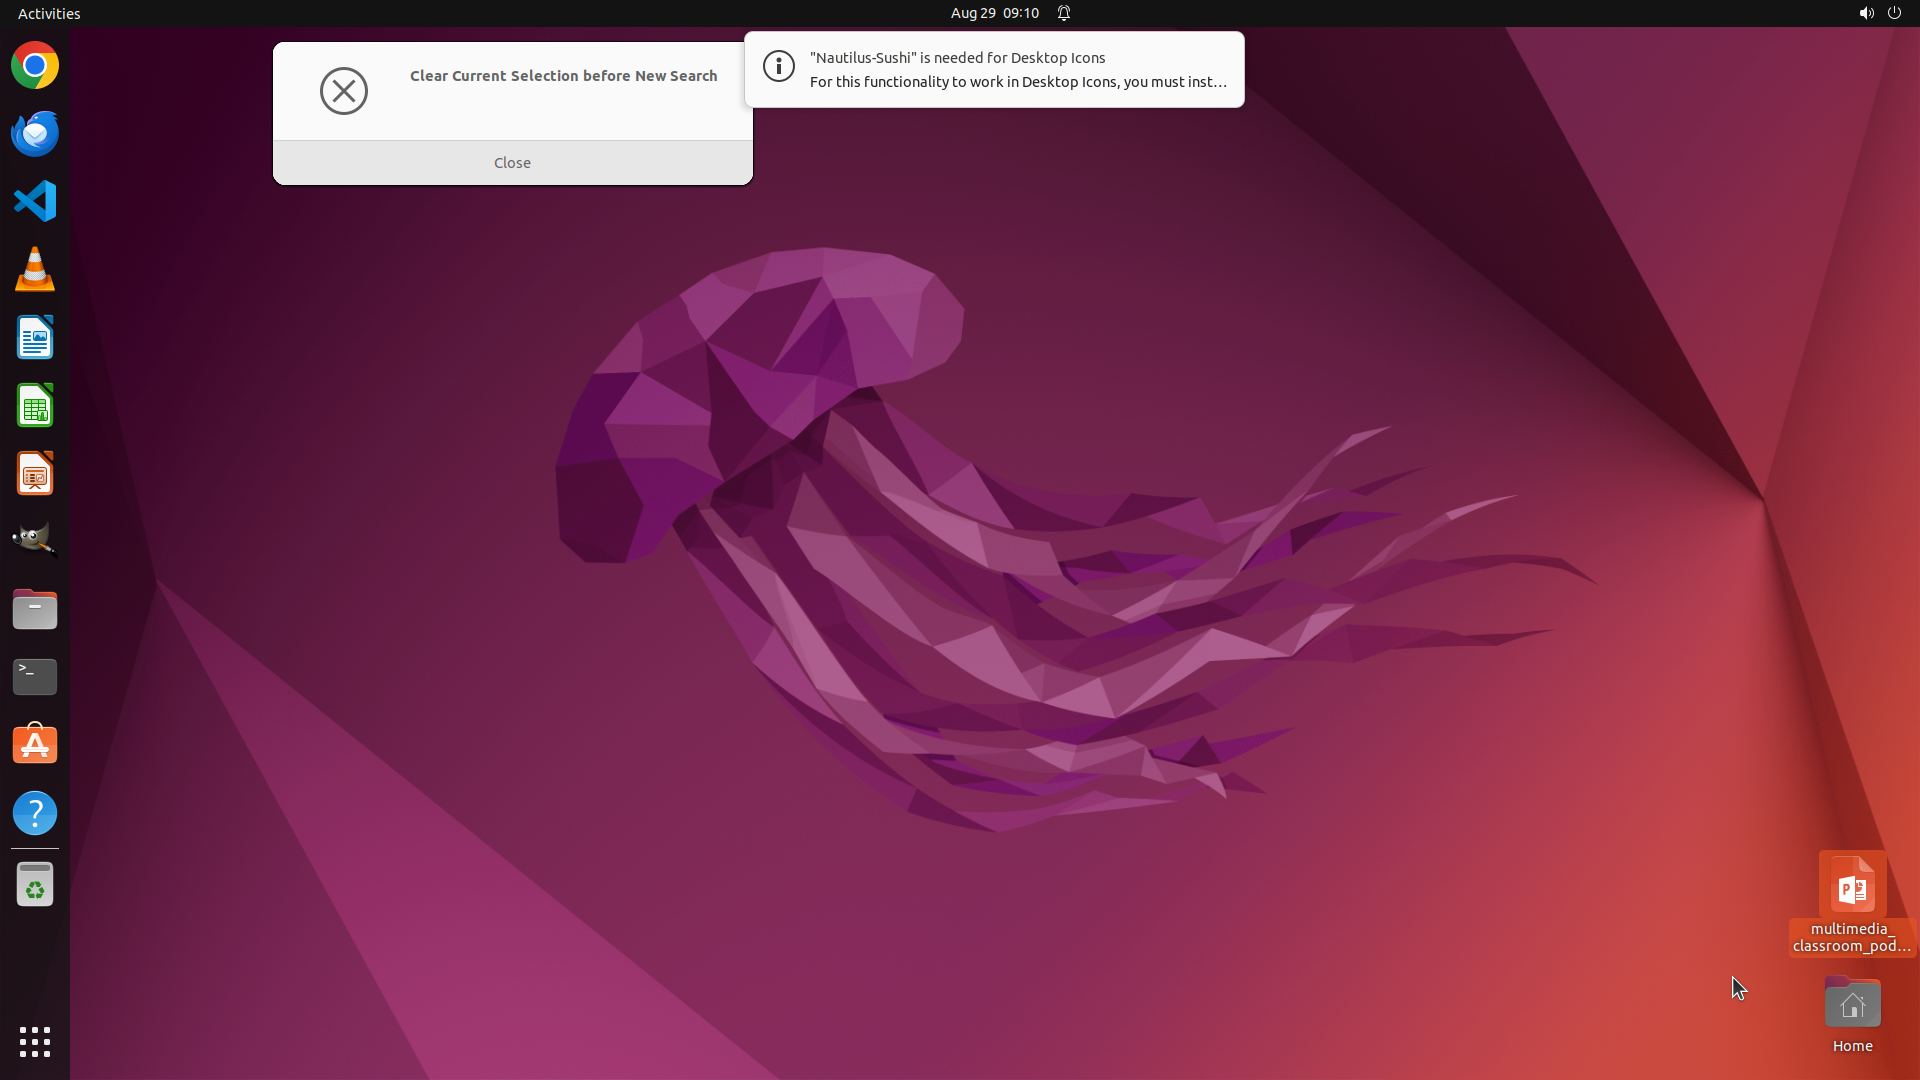 Activities
Aug 29 09:10
Clear Current Selection before New Search
Close
"Nautilus-Sushi" is needed for Desktop Icons
For this functionality to work in Desktop Icons, you must inst…
>_
P
multimedia_
classroom_pod…
Home